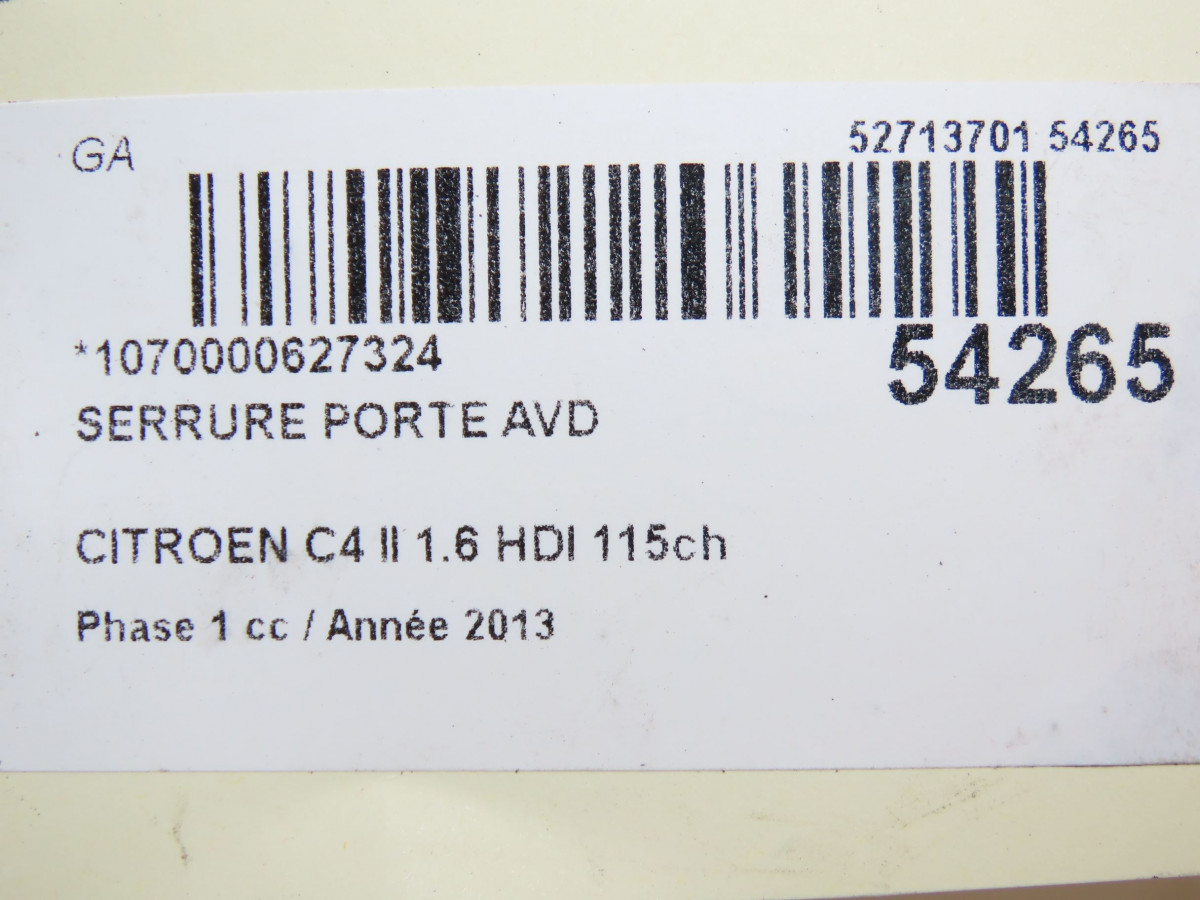 GA
52713701 54265
*1070000627324
54265
SERRURE PORTE AVD
CITROEN C4 II 1.6 HDI 115ch
Phase 1 cc / Année 2013